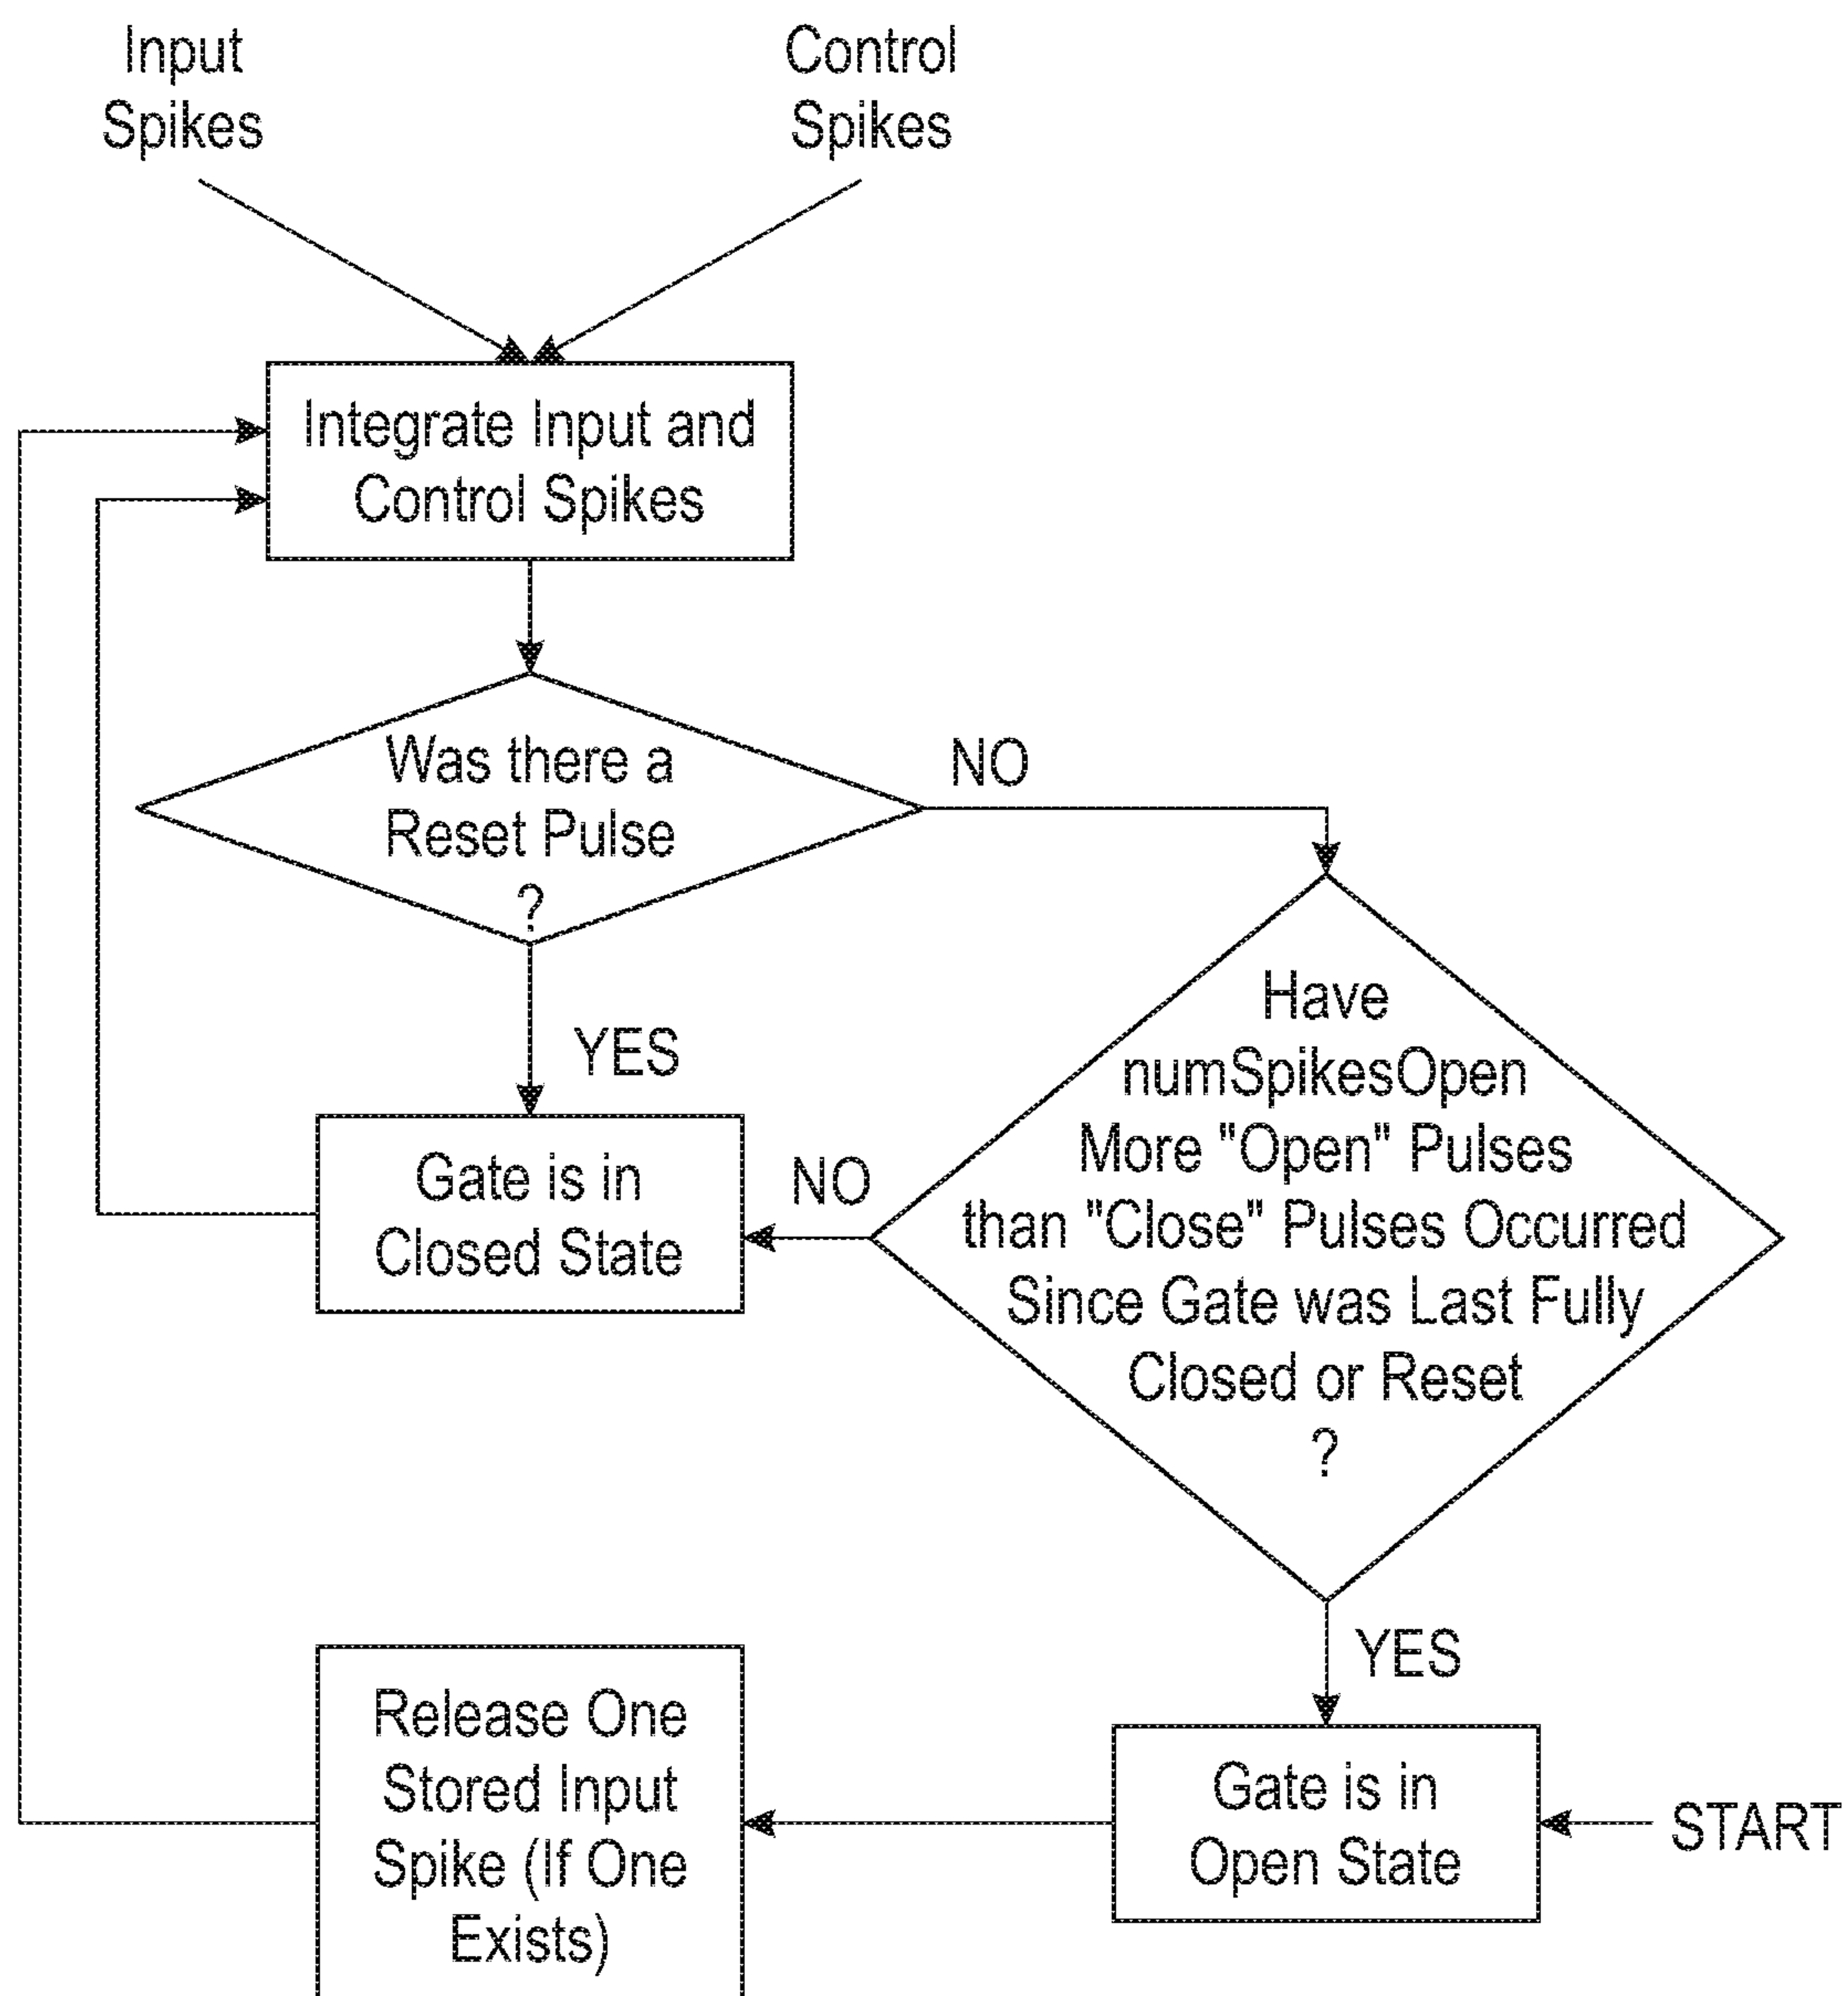 Input
Spikes
Control
Spikes
Integrate Input and
Control Spikes
Was there a
Reset Pulse
?
NO
YES
Gate is in
Closed State
NO
Have
numSpikesOpen
More "Open" Pulses
than "Close" Pulses Occurred
Since Gate was Last Fully
Closed or Reset
?
YES
Release One
Stored Input
Spike (If One
Exists)
Gate is in
Open State
START